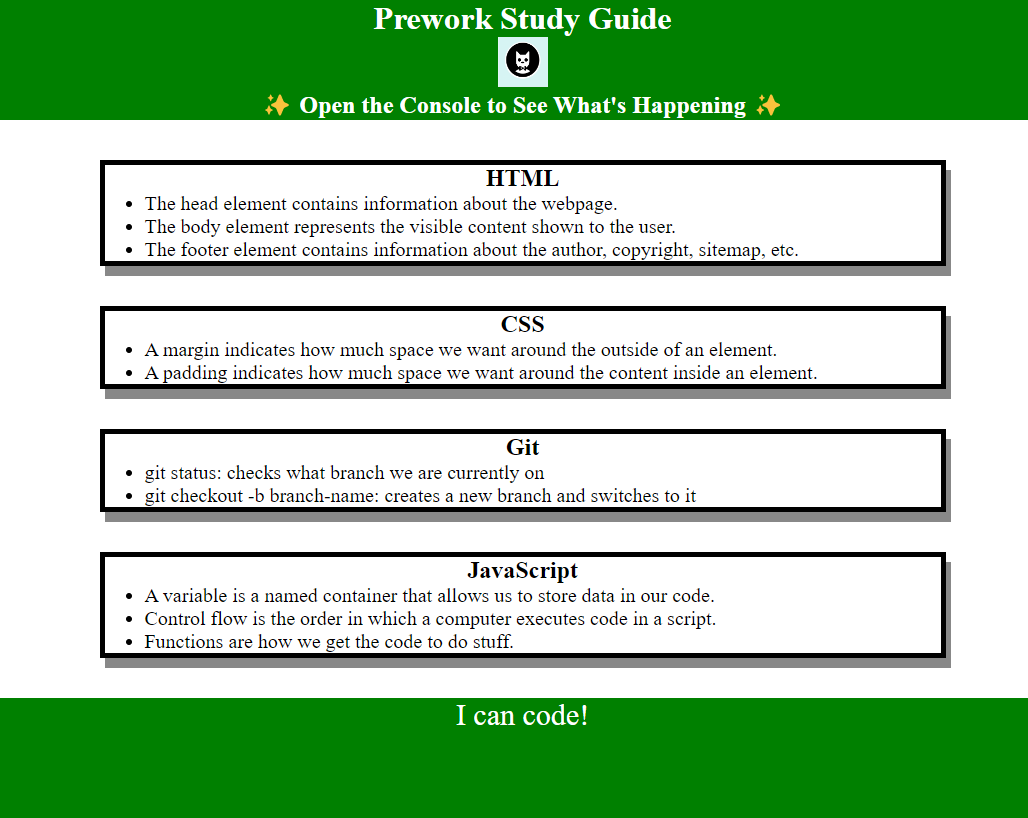 Prework Study Guide
✨ Open the Console to See What's Happening ✨
HTML
• The head element contains information about the webpage.
• The body element represents the visible content shown to the user.
• The footer element contains information about the author, copyright, sitemap, etc.
CSS
• A margin indicates how much space we want around the outside of an element.
• A padding indicates how much space we want around the content inside an element.
Git
• git status: checks what branch we are currently on
• git checkout -b branch-name: creates a new branch and switches to it
JavaScript
• A variable is a named container that allows us to store data in our code.
• Control flow is the order in which a computer executes code in a script.
• Functions are how we get the code to do stuff.
I can code!